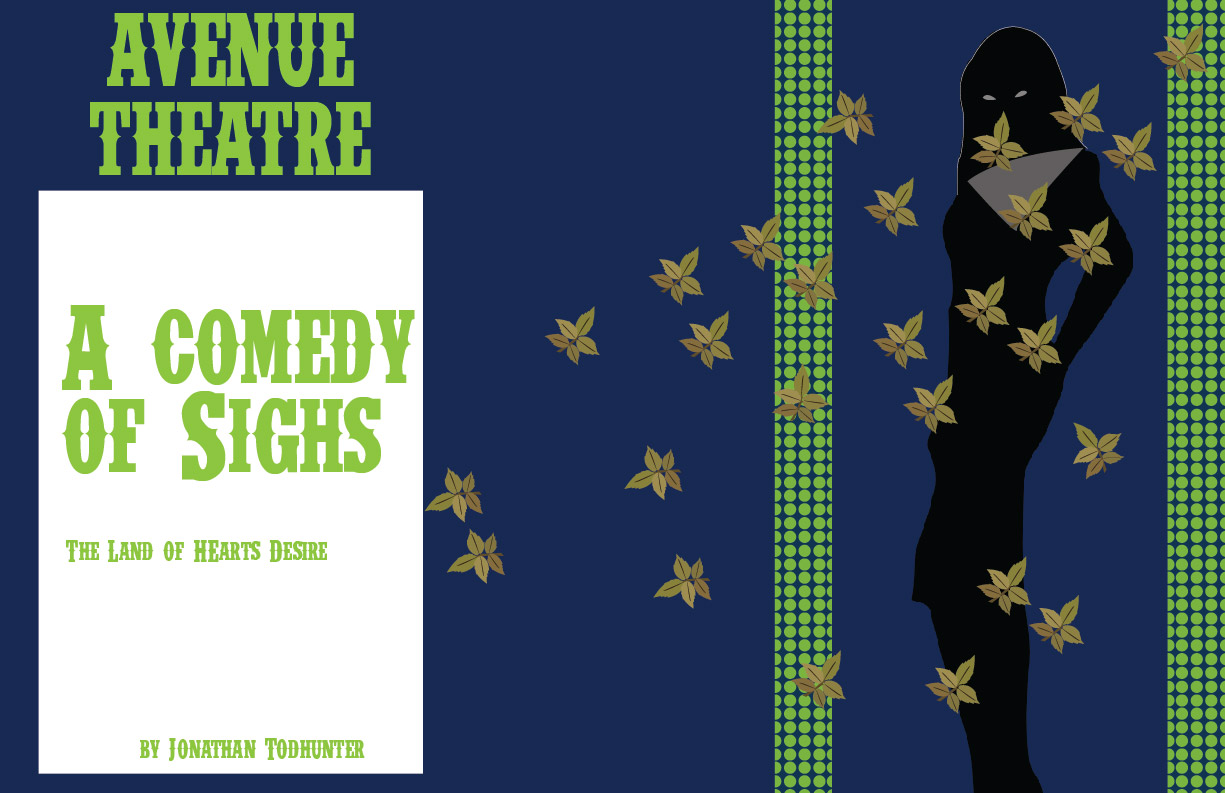 AVENUE
THEATRE
A COMEDY
OF SIGHS
THE LAND OF HEARTS DESIRE
BY JONATHAN TODHUNTER